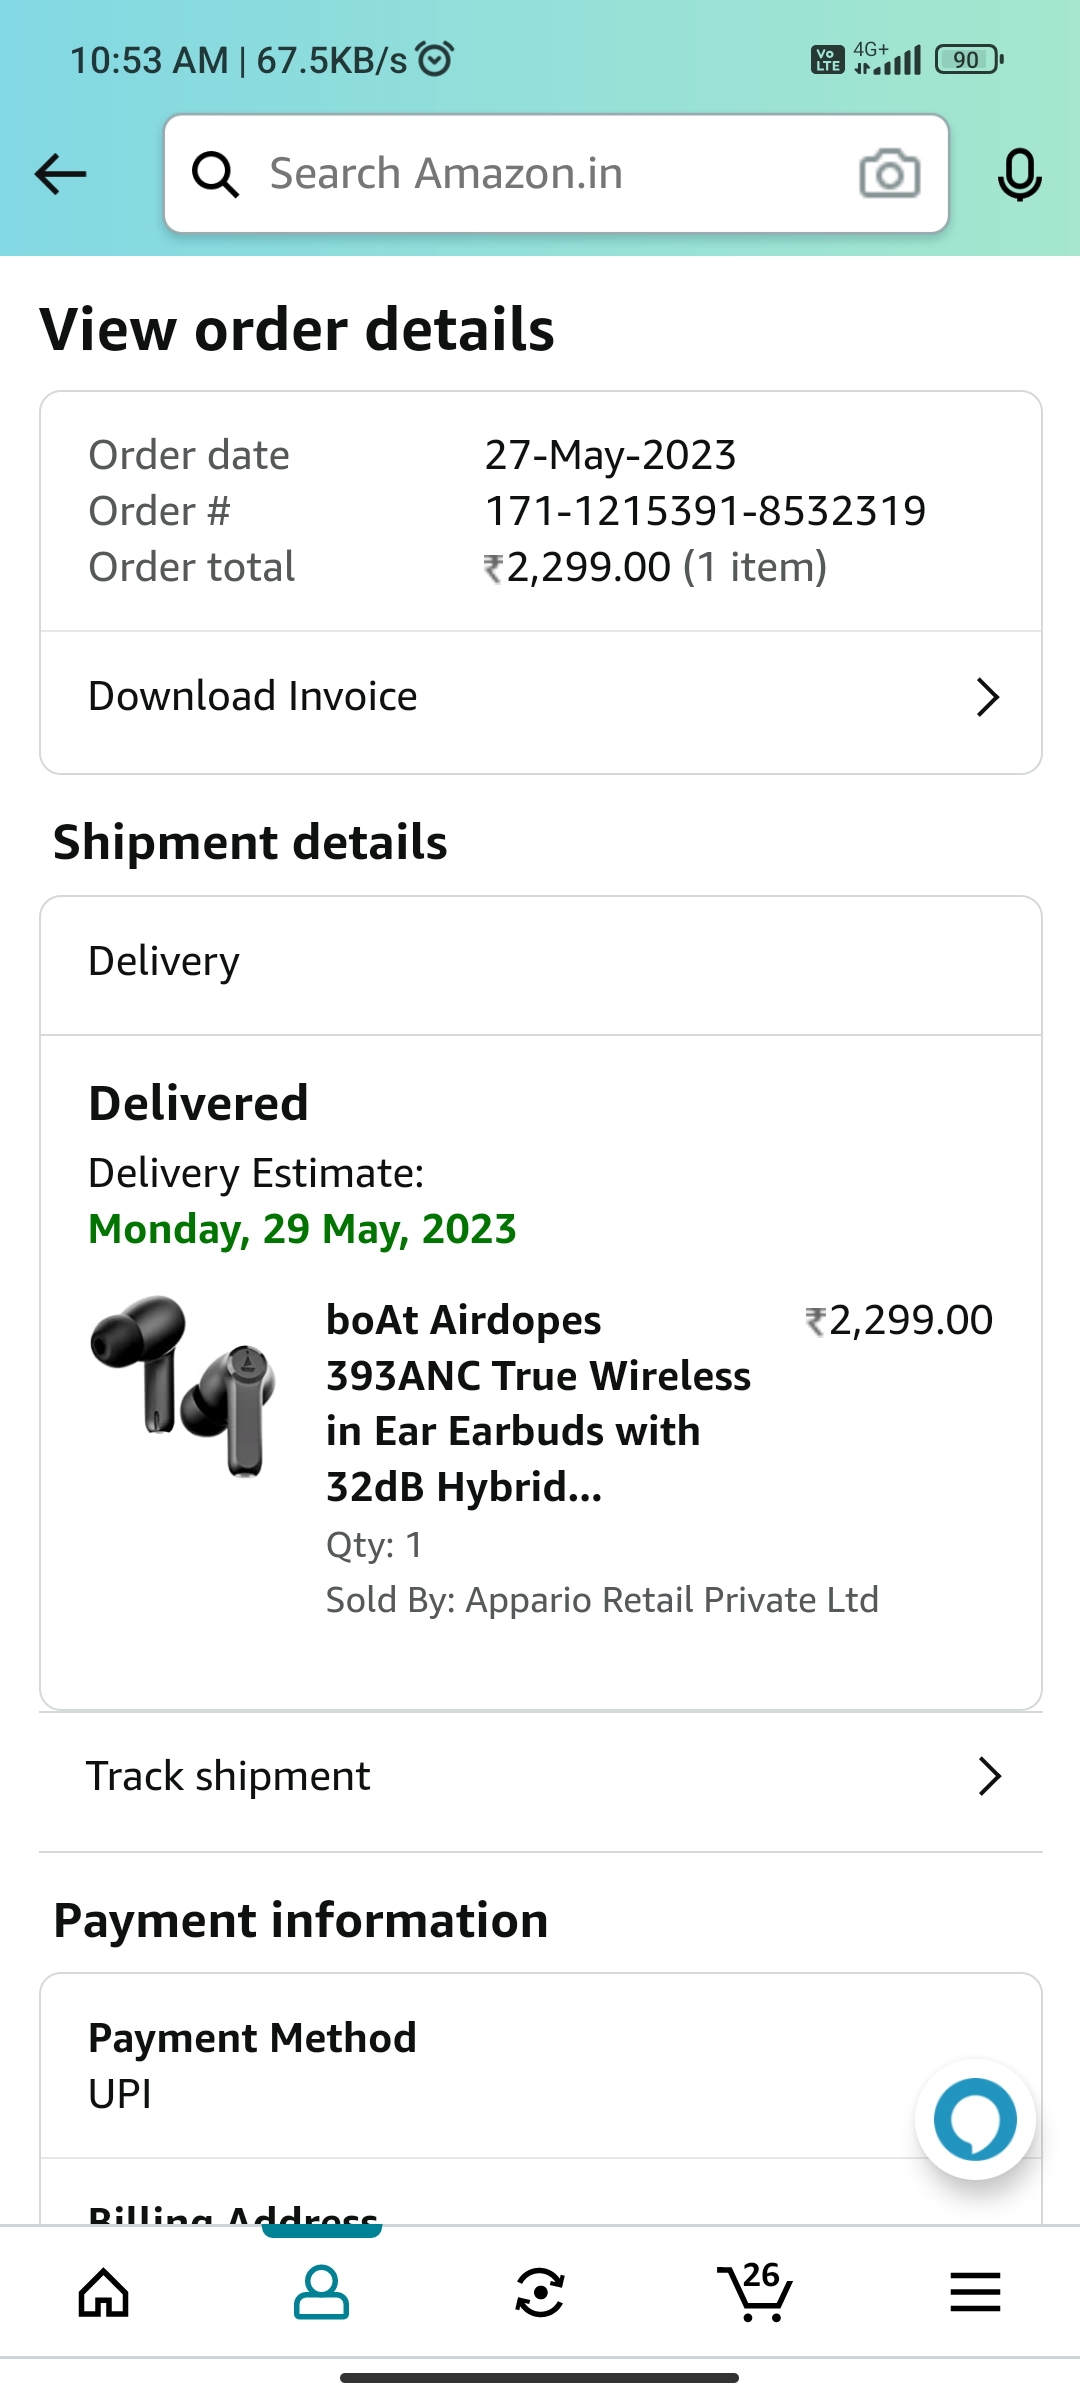 10:53 AM | 67.5KB/s
Vo LTE 4G+ 90
Search Amazon.in
View order details
Order date 27-May-2023
Order # 171-1215391-8532319
Order total ₹2,299.00 (1 item)
Download Invoice
Shipment details
Delivery
Delivered
Delivery Estimate:
Monday, 29 May, 2023
boAt Airdopes ₹2,299.00
393ANC True Wireless
in Ear Earbuds with
32dB Hybrid...
Qty: 1
Sold By: Appario Retail Private Ltd
Track shipment
Payment information
Payment Method
UPI
Billing Address
26